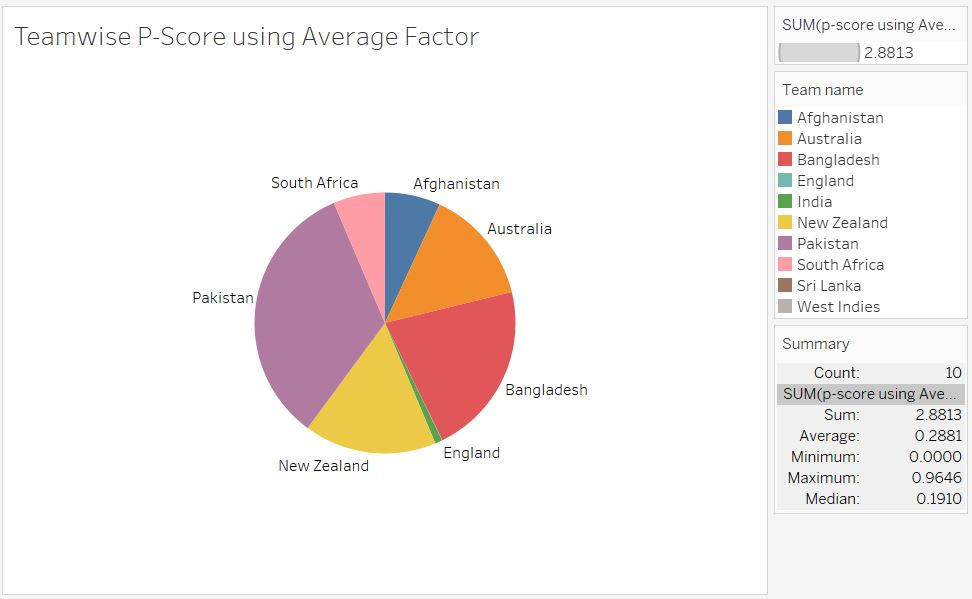 Teamwise P-Score using Average Factor
South Africa
Afghanistan
Australia
Pakistan
Bangladesh
England
New Zealand
SUM(p-score using Ave...
2.8813
Team name
Afghanistan
Australia
Bangladesh
England
India
New Zealand
Pakistan
South Africa
Sri Lanka
West Indies
Summary
Count: 10
SUM(p-score using Ave...
Sum: 2.8813
Average: 0.2881
Minimum: 0.0000
Maximum: 0.9646
Median: 0.1910